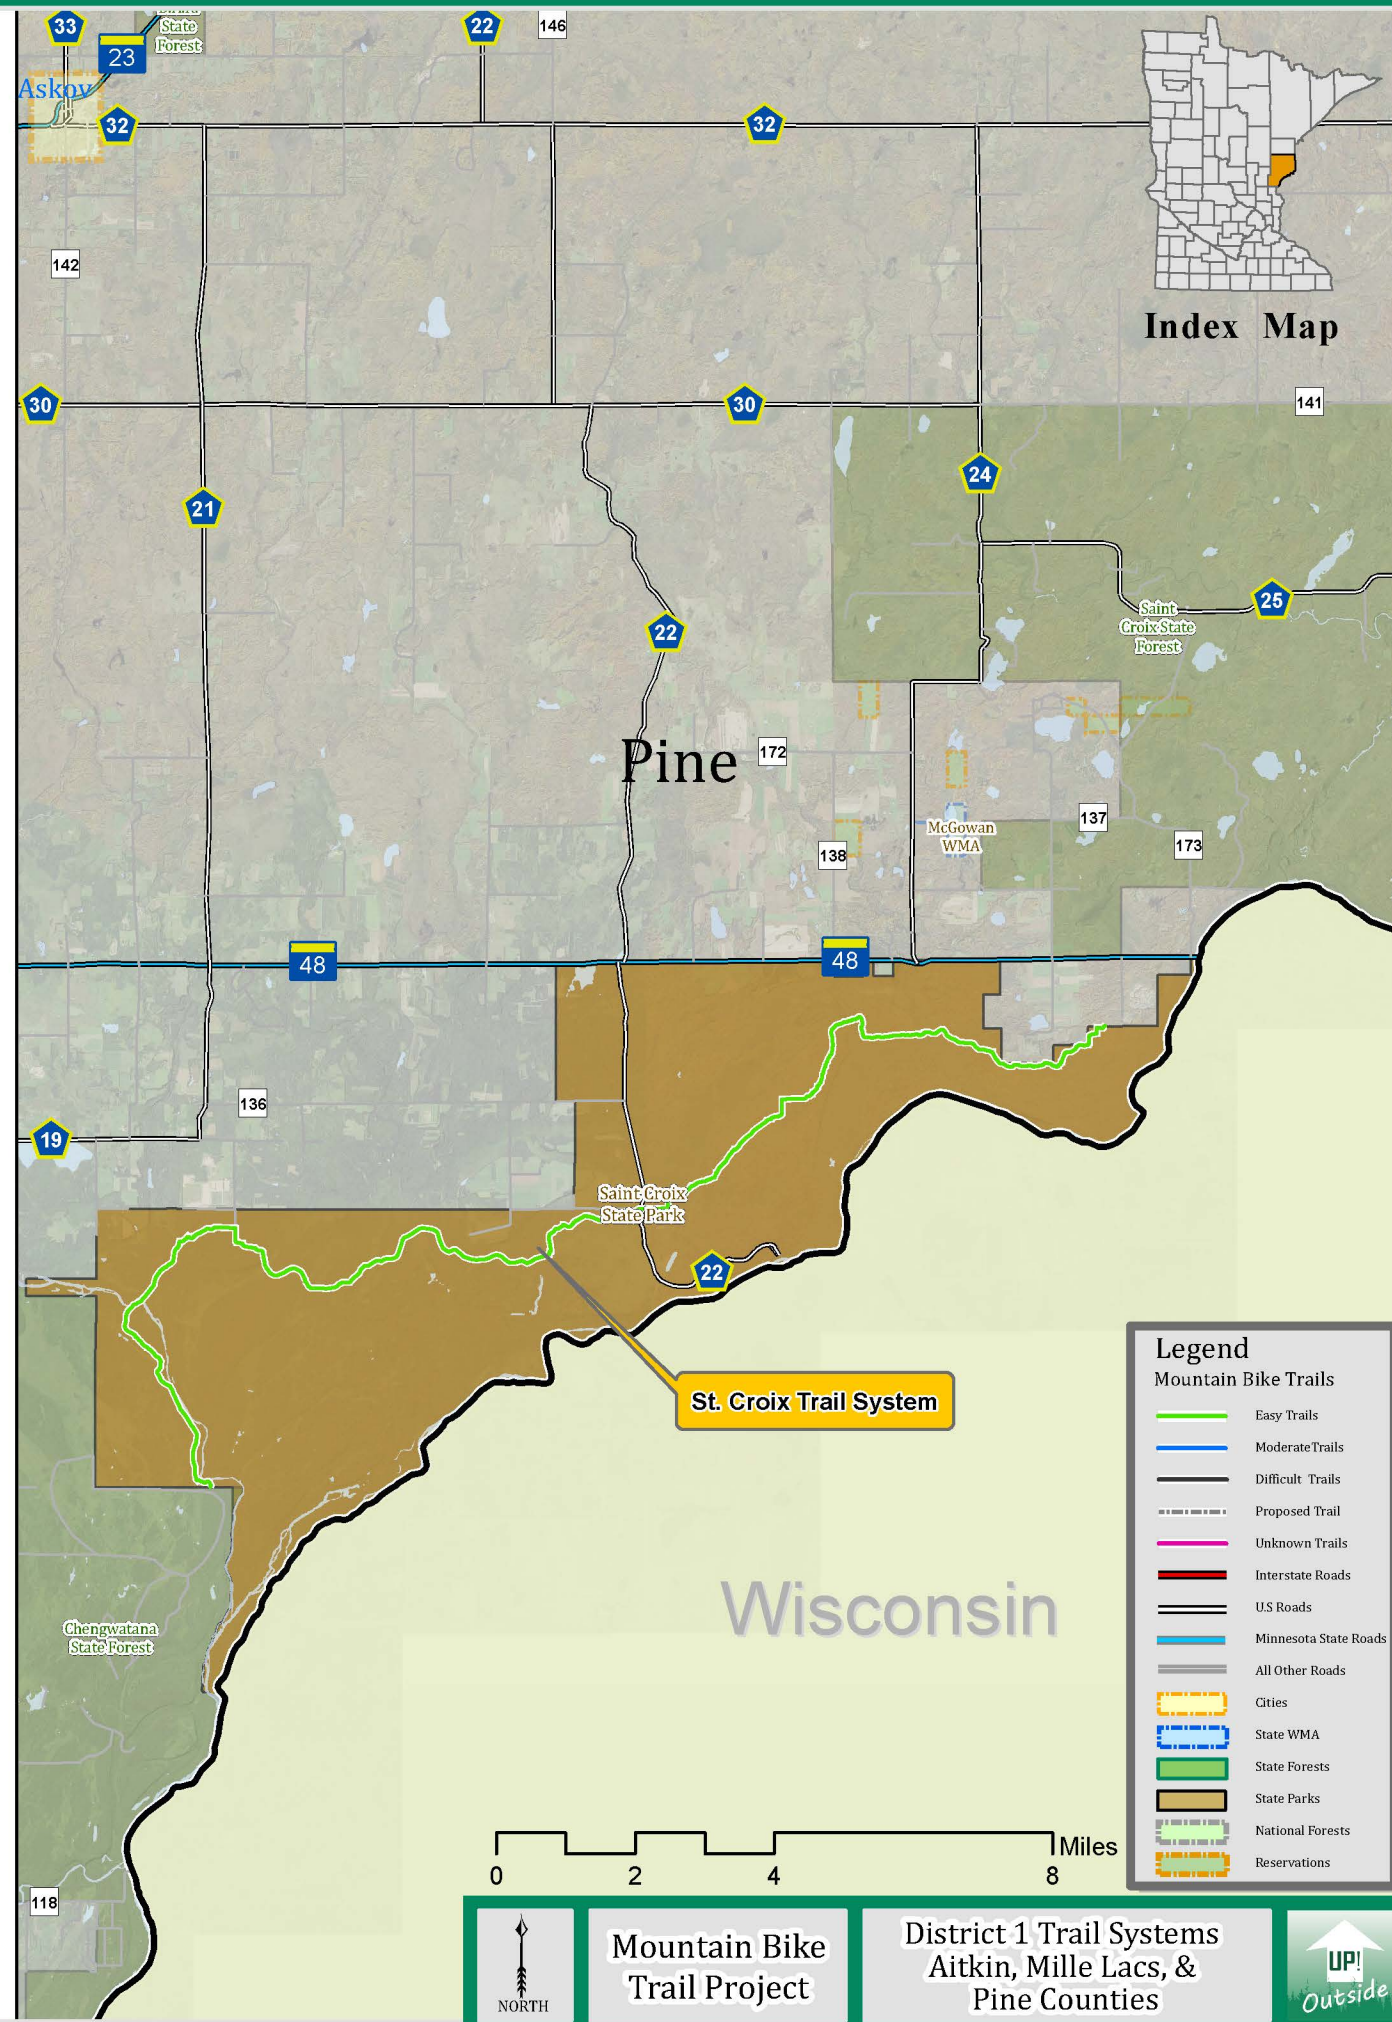 33
23
State
Forest
22
146
Askov
32
32
142
Index Map
30
30
141
24
21
25
Saint
Croix State
Forest
22
Pine
172
137
McGowan
WMA
138
173
48
48
136
19
Saint Croix
State Park
22
St. Croix Trail System
Legend
Mountain Bike Trails
Easy Trails
Moderate Trails
Difficult Trails
Proposed Trail
Unknown Trails
Interstate Roads
U.S Roads
Minnesota State Roads
All Other Roads
Cities
State WMA
State Forests
State Parks
National Forests
Reservations
Wisconsin
Chengwatana
State Forest
Miles
0 2 4 8
118
NORTH
Mountain Bike
Trail Project
District 1 Trail Systems
Aitkin, Mille Lacs, &
Pine Counties
UP!
Outside